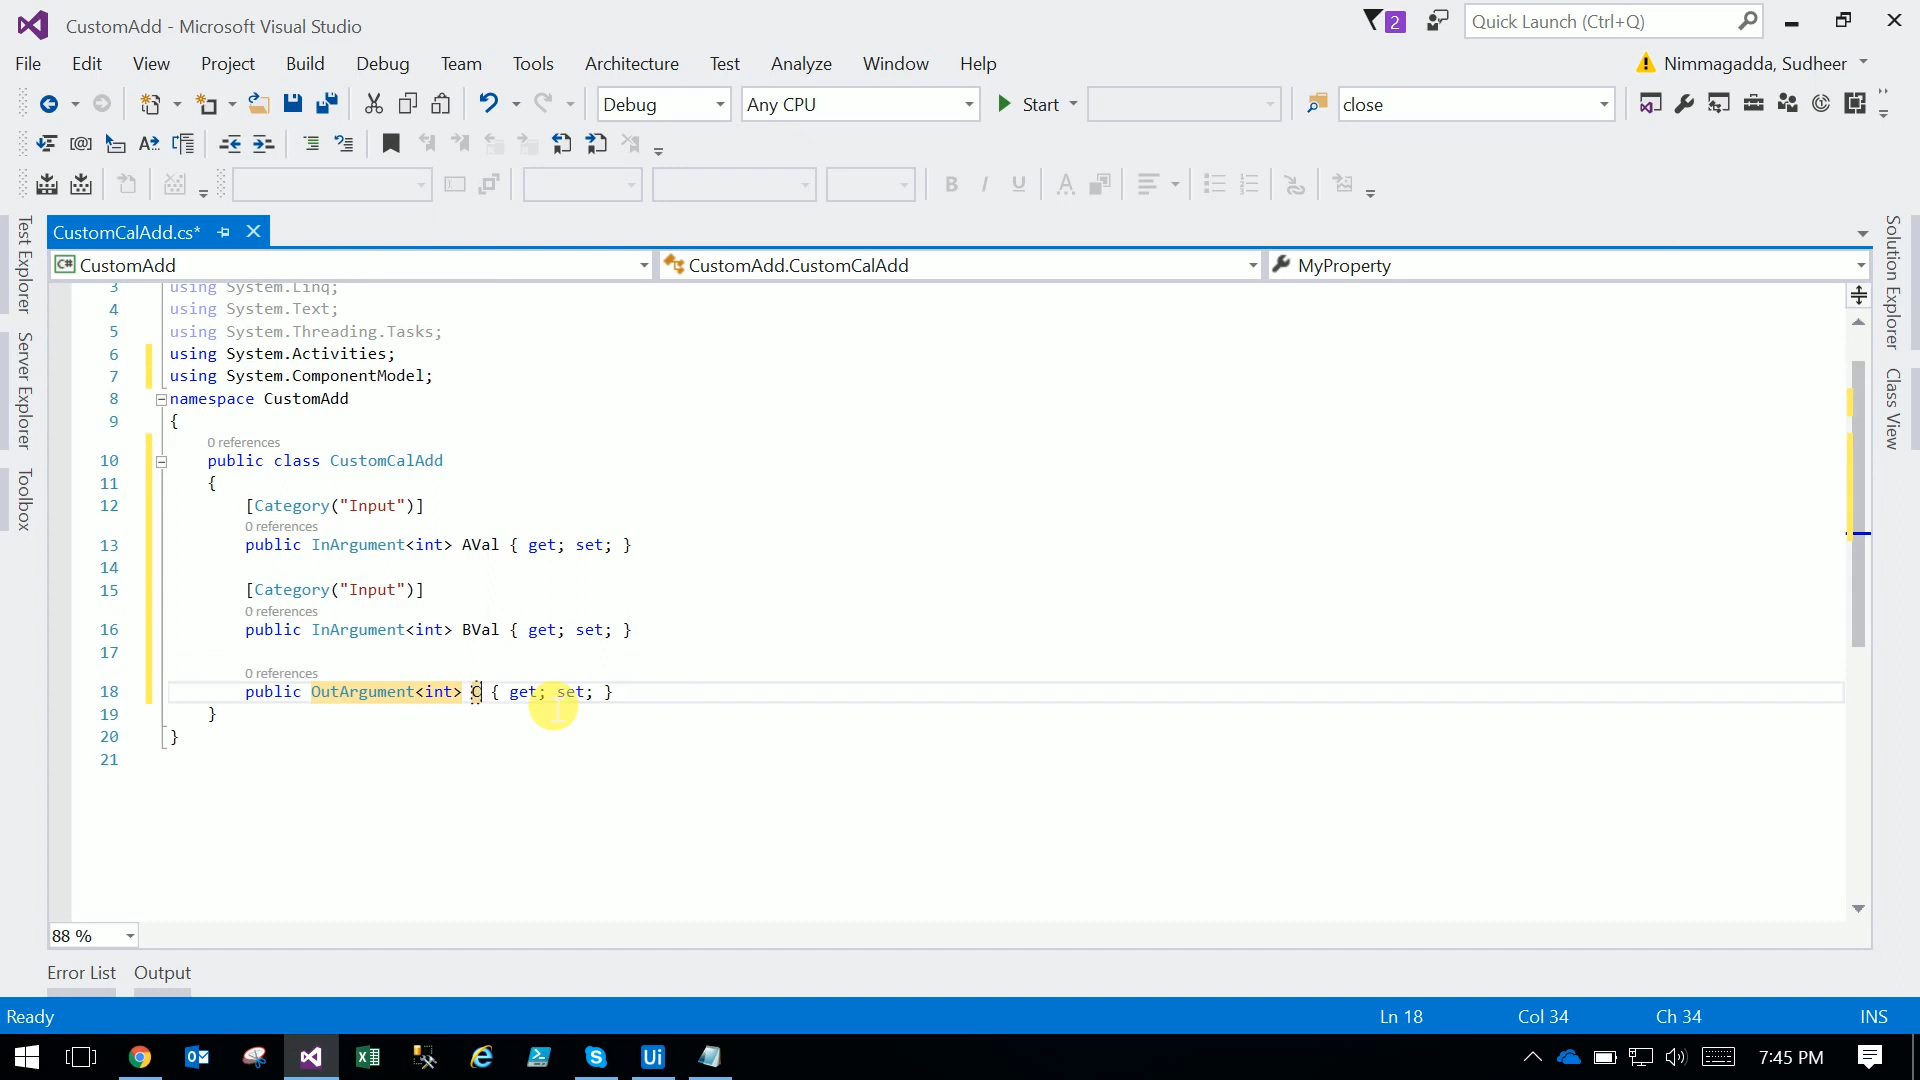 CustomAdd - Microsoft Visual Studio
2
Quick Launch (Ctrl+Q)
File Edit View Project Build Debug Team Tools Architecture Test Analyze Window Help
Nimmagadda, Sudheer
Debug Any CPU Start close
CustomCalAdd.cs*
CustomAdd CustomAdd.CustomCalAdd MyProperty
Test Explorer
Server Explorer
Toolbox
Solution Explorer
Class View
3 using System.Linq;
4 using System.Text;
5 using System.Threading.Tasks;
6 using System.Activities;
7 using System.ComponentModel;
8 namespace CustomAdd
9 {
0 references
10 public class CustomCalAdd
11 {
12 [Category("Input")]
0 references
13 public InArgument<int> AVal { get; set; }
14
15 [Category("Input")]
0 references
16 public InArgument<int> BVal { get; set; }
17
0 references
18 public OutArgument<int> C { get; set; }
19 }
20 }
21
88 %
Error List Output
Ready Ln 18 Col 34 Ch 34 INS
7:45 PM